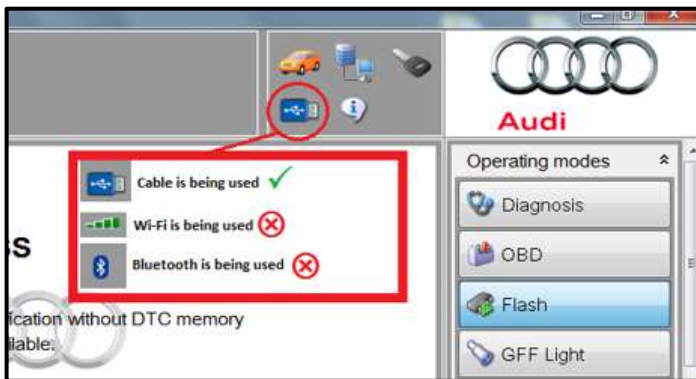 Audi
Cable is being used
Wi-Fi is being used
Bluetooth is being used
ss
ification without DTC memory
ilable.
Operating modes
Diagnosis
OBD
Flash
GFF Light